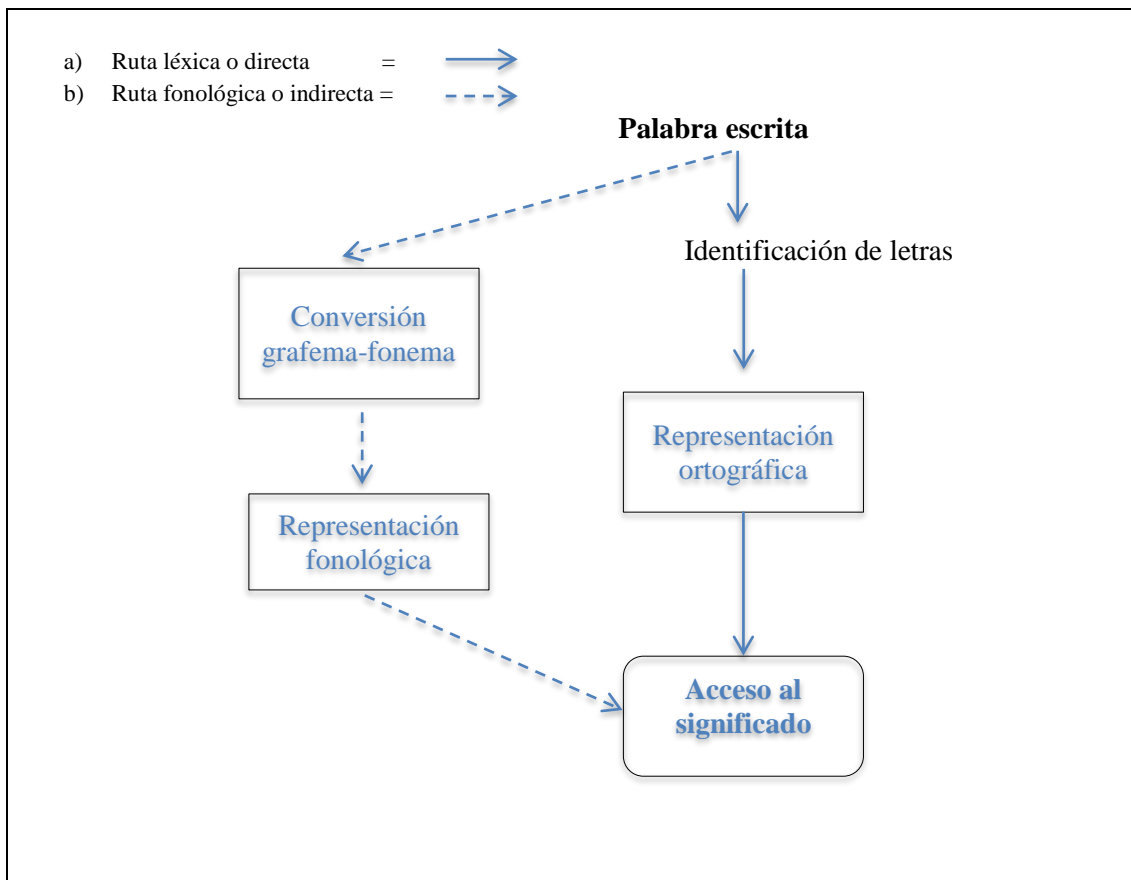 a) Ruta léxica o directa =
b) Ruta fonológica o indirecta =
Palabra escrita
Identificación de letras
Conversión
grafema-fonema
Representación
ortográfica
Representación
fonológica
Acceso al
significado